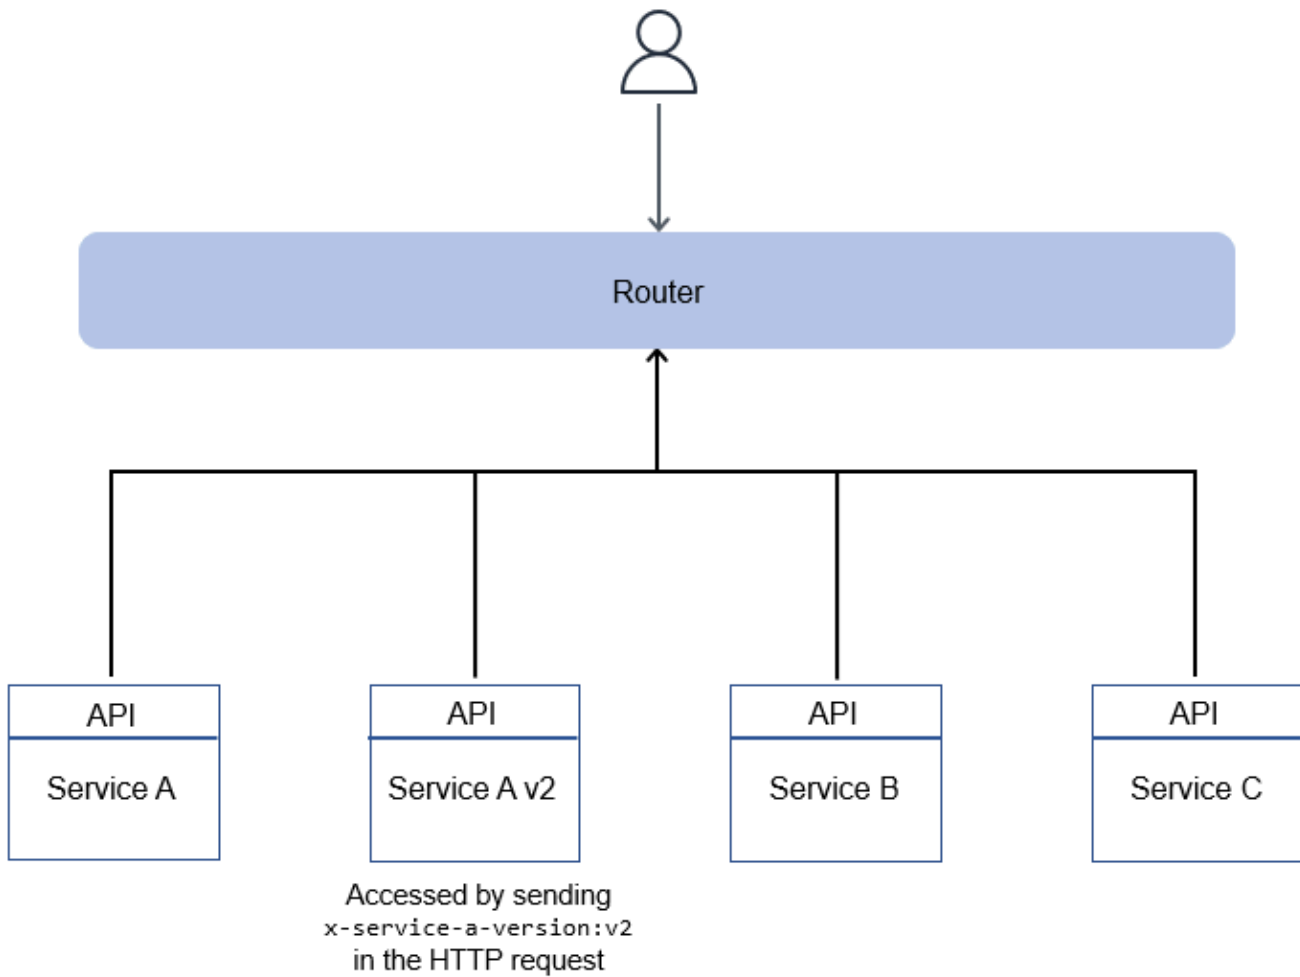 Router
API
Service A
API
Service A v2
API
Service B
API
Service C
Accessed by sending
x-service-a-version:v2
in the HTTP request